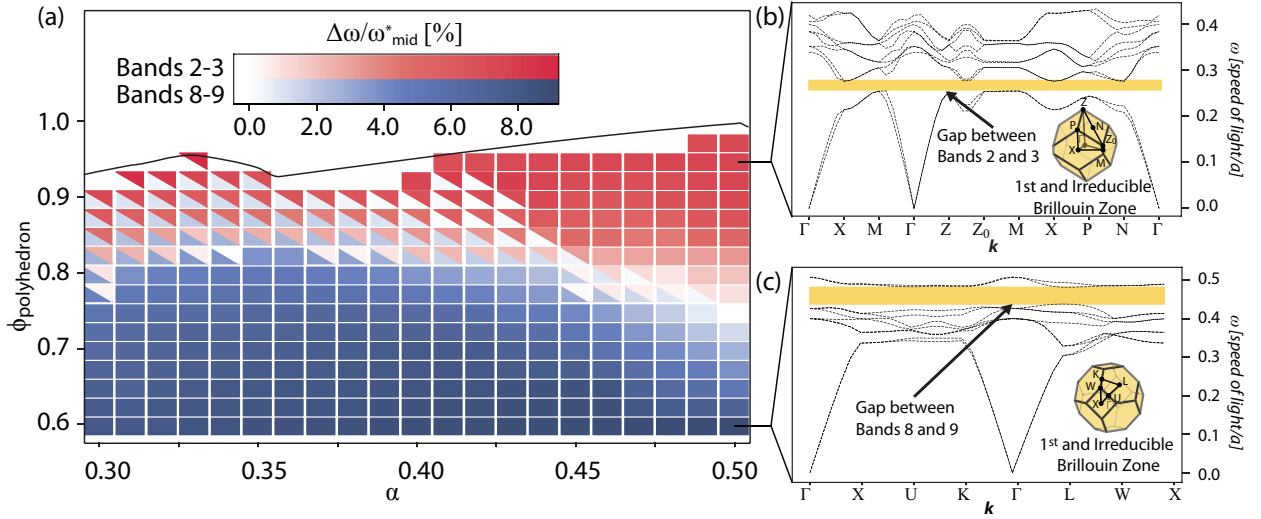 (a)
Δω/ω*mid [%]
Bands 2-3
Bands 8-9
0.0 2.0 4.0 6.0 8.0
ϕpolyhedron
1.0
0.9
0.8
0.7
0.6
0.30 0.35 0.40 0.45 0.50
α
(b)
0.4
0.3
0.2
0.1
0.0
ω [speed of light/a]
Gap between
Bands 2 and 3
Z
P
N
Z0
X
M
1st and Irreducible
Brillouin Zone
Γ X M Γ Z Z0 M X P N Γ
k
(c)
0.5
0.4
0.3
0.2
0.1
0.0
ω [speed of light/a]
Gap between
Bands 8 and 9
K
L
W
U
X
Γ
1st and Irreducible
Brillouin Zone
Γ X U K Γ L W X
k